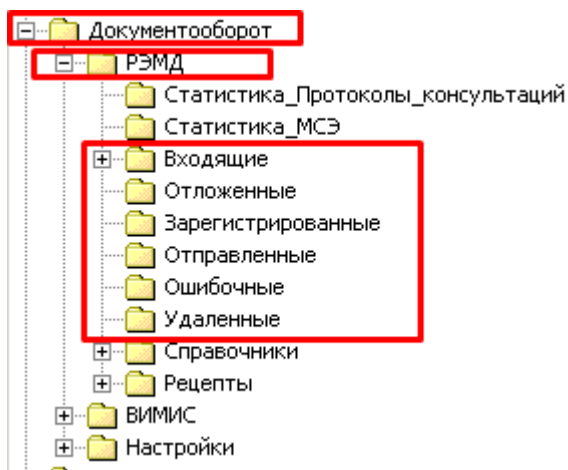 Документооборот
РЭМД
Статистика_Протоколы_консультаций
Статистика_МСЭ
Входящие
Отложенные
Зарегистрированные
Отправленные
Ошибочные
Удаленные
Справочники
Рецепты
ВИМИС
Настройки